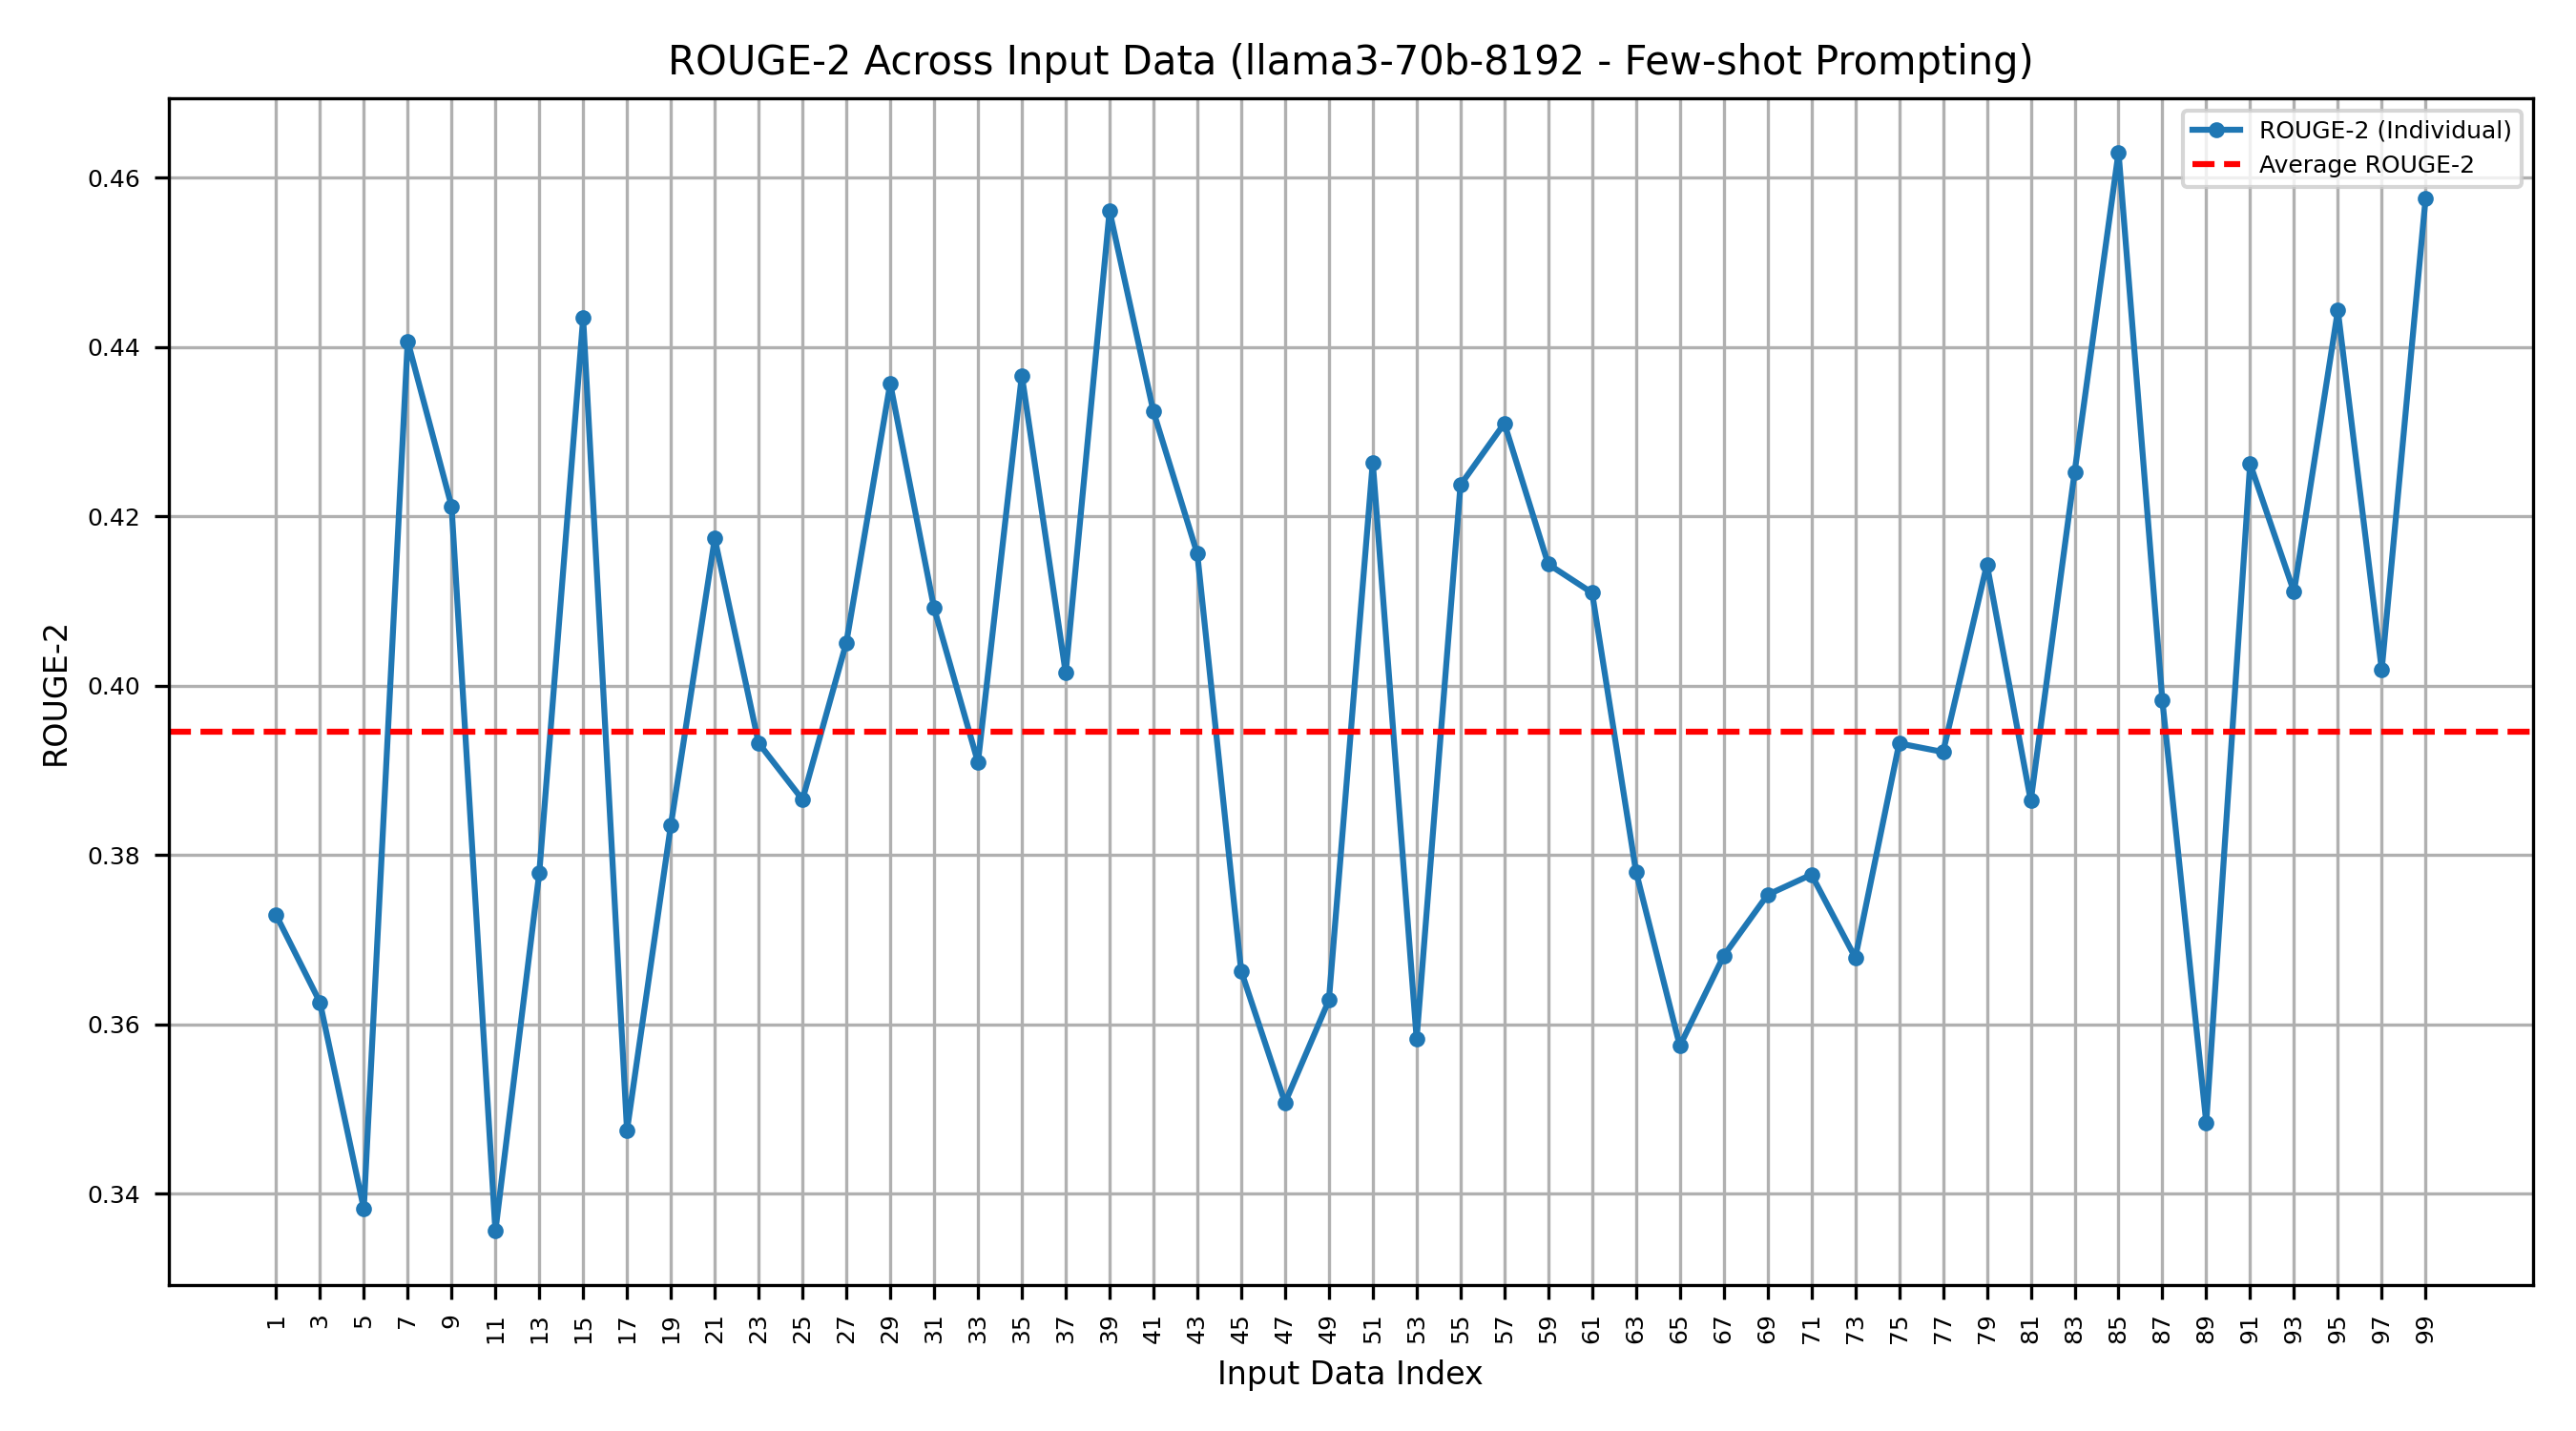 ROUGE-2 Across Input Data (llama3-70b-8192 - Few-shot Prompting)
ROUGE-2 (Individual)
Average ROUGE-2
ROUGE-2
0.46
0.44
0.42
0.40
0.38
0.36
0.34
1 3 5 7 9 11 13 15 17 19 21 23 25 27 29 31 33 35 37 39 41 43 45 47 49 51 53 55 57 59 61 63 65 67 69 71 73 75 77 79 81 83 85 87 89 91 93 95 97 99
Input Data Index